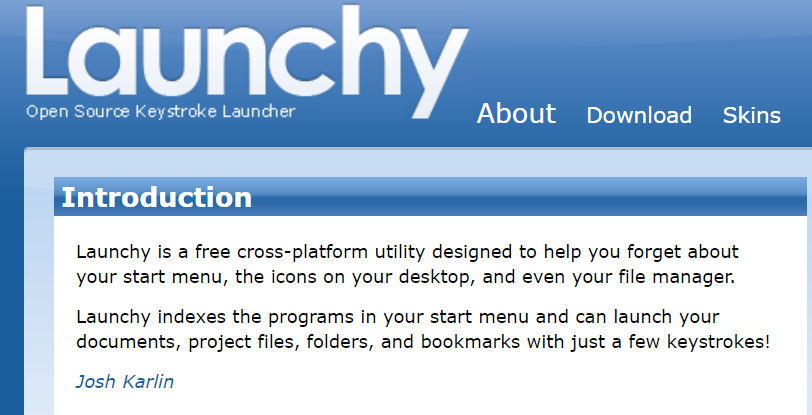 Launchy
Open Source Keystroke Launcher
About Download Skins
Introduction
Launchy is a free cross-platform utility designed to help you forget about
your start menu, the icons on your desktop, and even your file manager.
Launchy indexes the programs in your start menu and can launch your
documents, project files, folders, and bookmarks with just a few keystrokes!
Josh Karlin